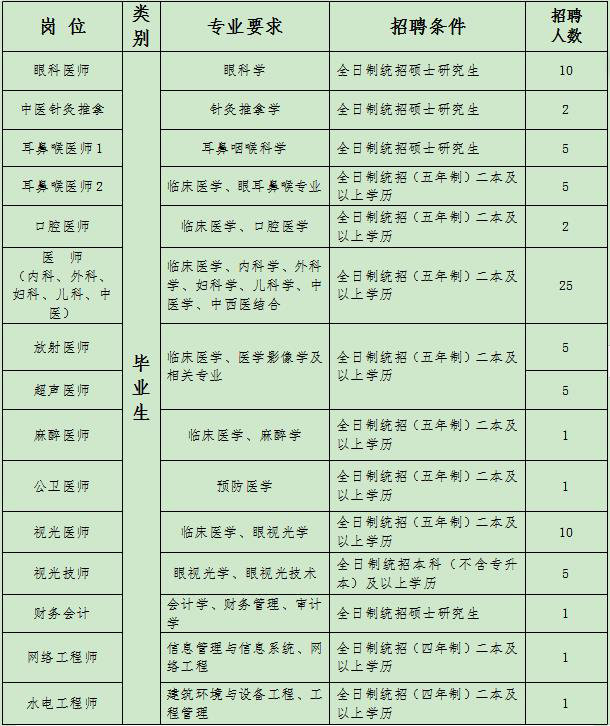 岗 位
类
别
专业要求
招聘条件
招聘
人数
毕
业
生
眼科医师
眼科学
全日制统招硕士研究生
10
中医针灸推拿
针灸推拿学
全日制统招硕士研究生
2
耳鼻喉医师1
耳鼻咽喉科学
全日制统招硕士研究生
5
耳鼻喉医师2
临床医学、眼耳鼻喉专业
全日制统招（五年制）二本及
以上学历
5
口腔医师
临床医学、口腔医学
全日制统招（五年制）二本及
以上学历
2
医 师
（内科、外科、
妇科、儿科、中
医）
临床医学、内科学、外科
学、妇科学、儿科学、中
医学、中西医结合
全日制统招（五年制）二本及
以上学历
25
放射医师
临床医学、医学影像学及
相关专业
全日制统招（五年制）二本及
以上学历
5
超声医师
5
麻醉医师
临床医学、麻醉学
全日制统招（五年制）二本及
以上学历
1
公卫医师
预防医学
全日制统招（五年制）二本及
以上学历
1
视光医师
临床医学、眼视光学
全日制统招（五年制）二本及
以上学历
10
视光技师
眼视光学、眼视光技术
全日制统招本科（不含专升
本）及以上学历
5
财务会计
会计学、财务管理、审计
学
全日制统招硕士研究生
1
网络工程师
信息管理与信息系统、网
络工程
全日制统招（四年制）二本及
以上学历
1
水电工程师
建筑环境与设备工程、工
程管理
全日制统招（四年制）二本及
以上学历
1